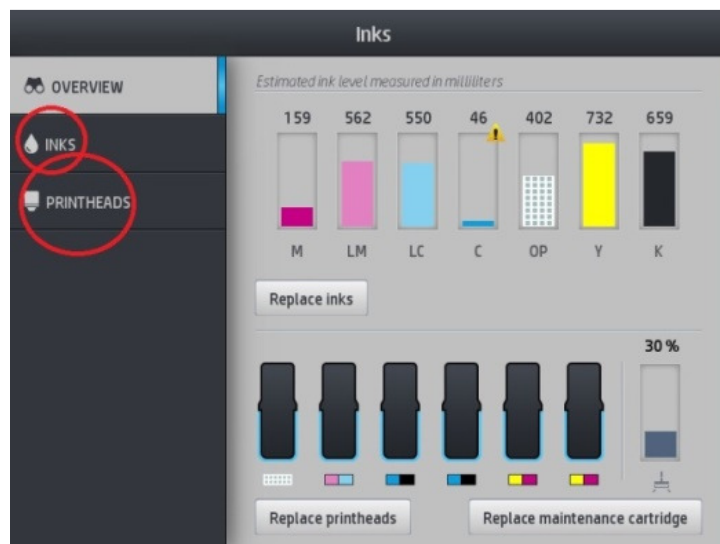 Inks
OVERVIEW
INKS
PRINTHEADS
Estimated ink level measured in milliliters
159 562 550 46 402 732 659
M LM LC C OP Y K
Replace inks
30 %
Replace printheads
Replace maintenance cartridge